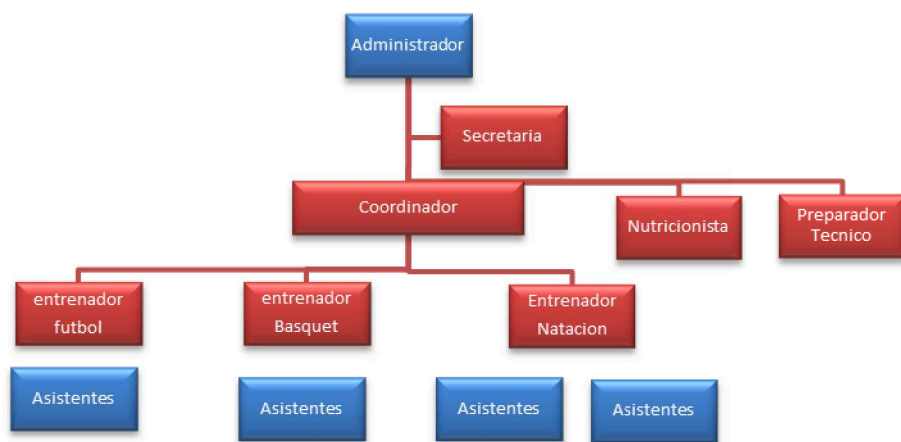 Administrador
Secretaria
Coordinador
Nutricionista
Preparador
Tecnico
entrenador
futbol
entrenador
Basquet
Entrenador
Natacion
Asistentes
Asistentes
Asistentes
Asistentes